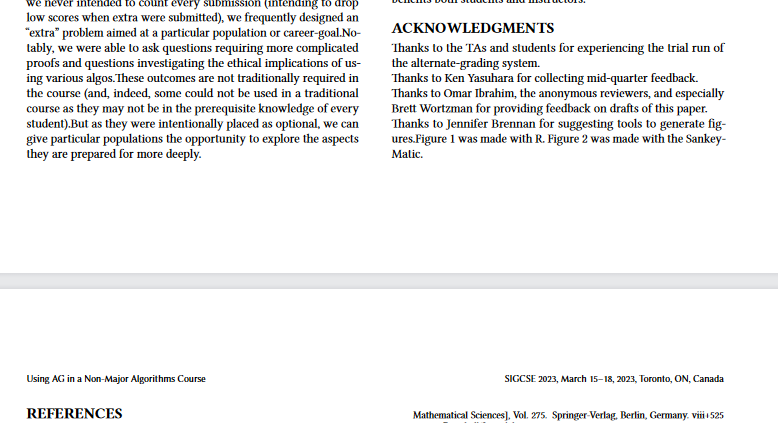 we never intended to count every submission (intending to drop
low scores when extra were submitted), we frequently designed an
"extra" problem aimed at a particular population or career-goal.No-
tably, we were able to ask questions requiring more complicated
proofs and questions investigating the ethical implications of us-
ing various algos.These outcomes are not traditionally required in
the course (and, indeed, some could not be used in a traditional
course as they may not be in the prerequisite knowledge of every
student).But as they were intentionally placed as optional, we can
give particular populations the opportunity to explore the aspects
they are prepared for more deeply.
benefits both students and instructors.
ACKNOWLEDGMENTS
Thanks to the TAs and students for experiencing the trial run of
the alternate-grading system.
Thanks to Ken Yasuhara for collecting mid-quarter feedback.
Thanks to Omar Ibrahim, the anonymous reviewers, and especially
Brett Wortzman for providing feedback on drafts of this paper.
Thanks to Jennifer Brennan for suggesting tools to generate fig-
ures.Figure 1 was made with R. Figure 2 was made with the Sankey-
Matic.
Using AG in a Non-Major Algorithms Course
SIGCSE 2023, March 15–18, 2023, Toronto, ON, Canada
REFERENCES
Mathematical Sciences], Vol. 275. Springer-Verlag, Berlin, Germany. viii+525